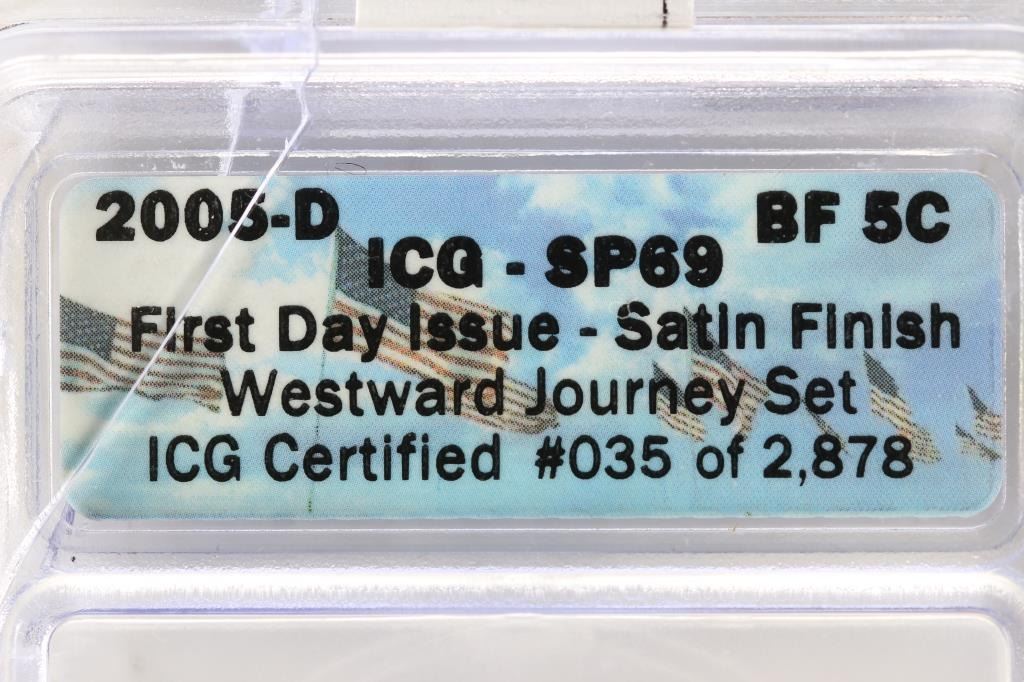 2005-D BF 5C
ICG - SP69
First Day Issue - Satin Finish
Westward Journey Set
ICG Certified #035 of 2,878